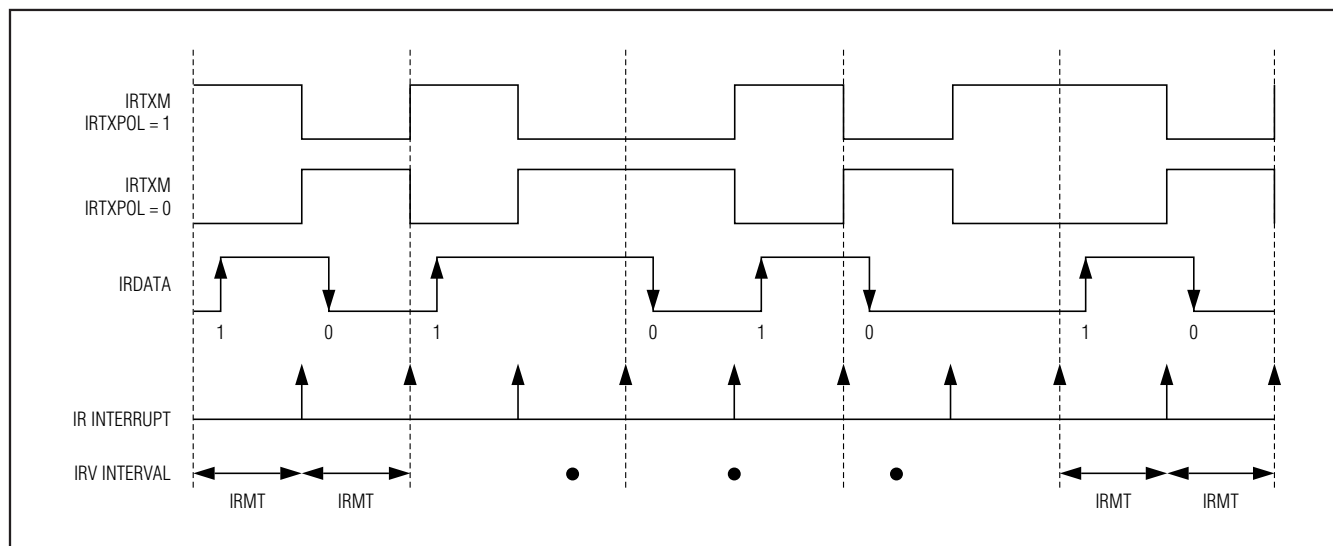 IRTXM
IRTXPOL = 1
IRTXM
IRTXPOL = 0
IRDATA
1 0 1 0 1 0 1 0
IR INTERRUPT
IRV INTERVAL
IRMT IRMT IRMT IRMT